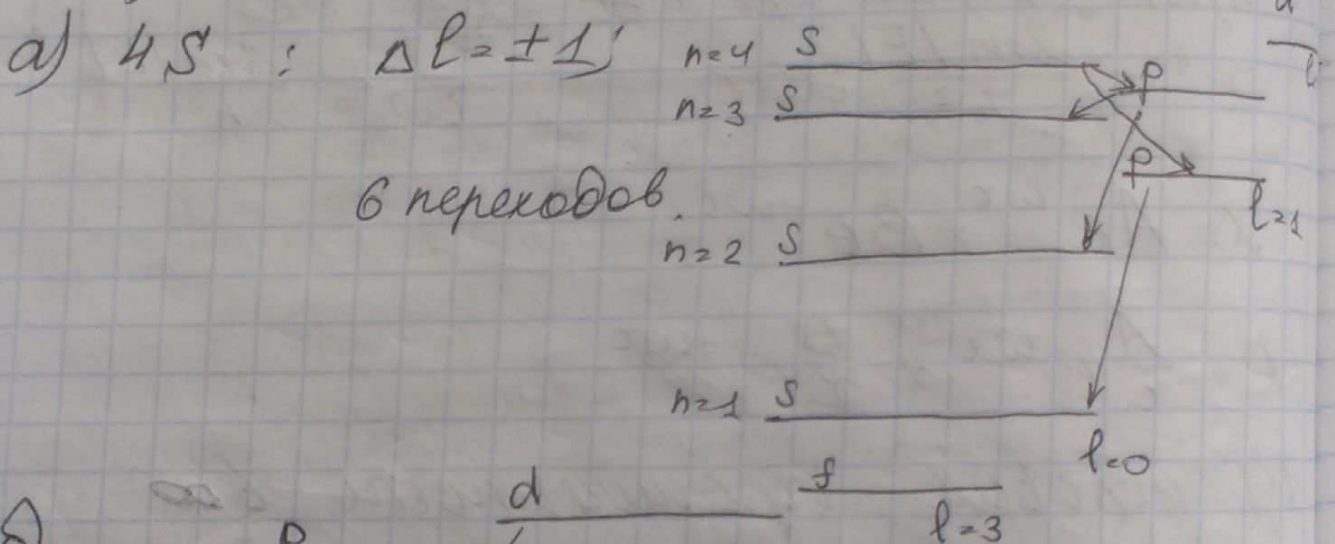 а) 4S : Δl = ±1;
n=4 S
p
n=3 S
p
l=1
6 переходов.
n=2 S
n=1 S
l=0
d
f
l=3